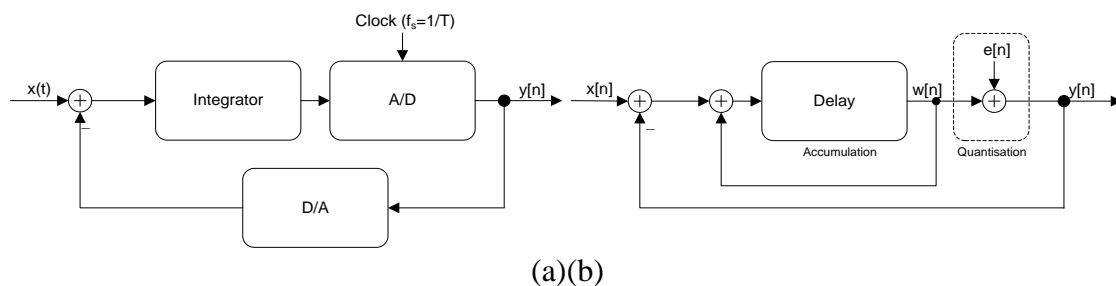 Clock (fs=1/T)
x(t)
+
Integrator
A/D
y[n]
−
D/A
x[n]
+
+
Delay
w[n]
e[n]
+
y[n]
−
Accumulation
Quantisation
(a)(b)